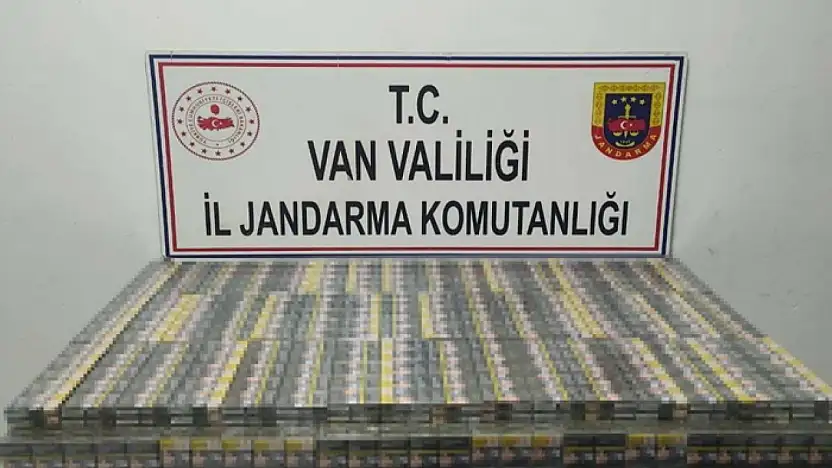 T.C.
VAN VALİLİĞİ
İL JANDARMA KOMUTANLIĞI
JANDARMA